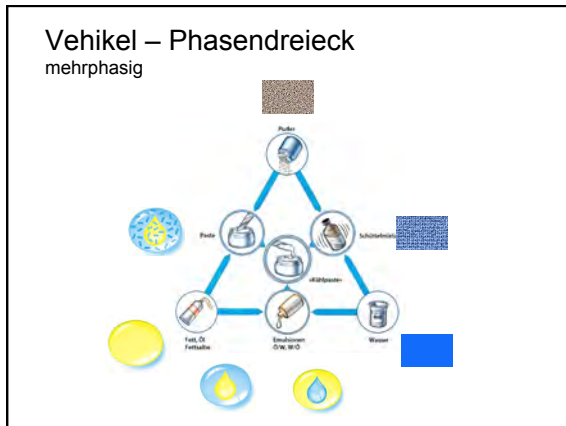 Vehikel – Phasendreieck
mehrphasig
Puder
Paste
Schüttelmixtur
«Kühlpaste»
Fett, Öl
Fettsalbe
Emulsionen
Ö/W, W/Ö
Wasser